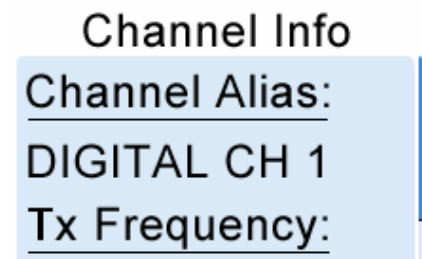 Channel Info
Channel Alias:
DIGITAL CH 1
Tx Frequency: